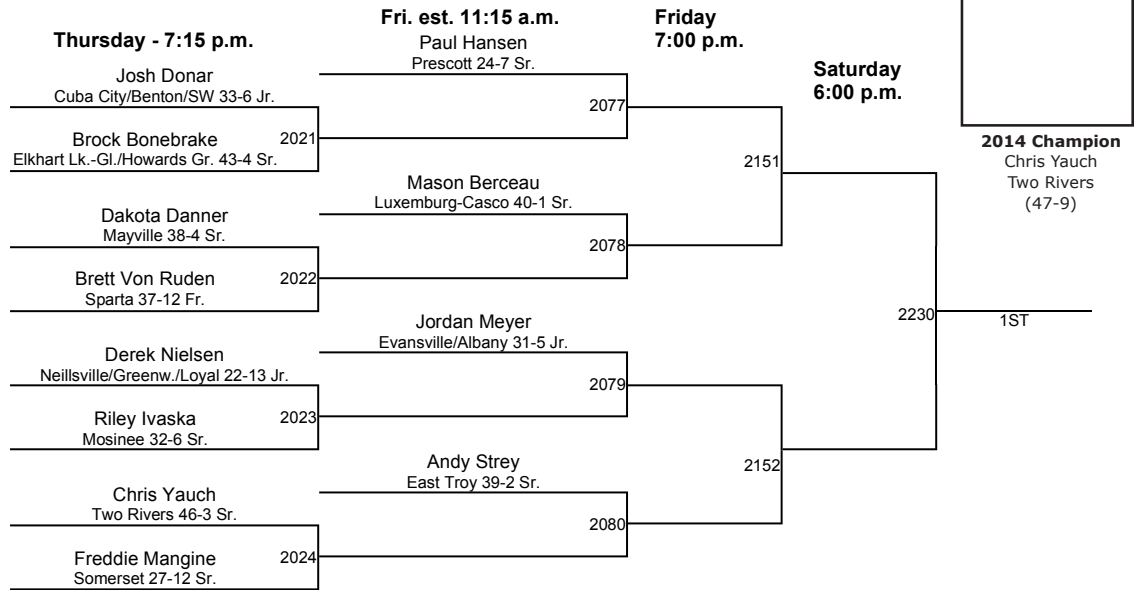 Thursday - 7:15 p.m.
Josh Donar
Cuba City/Benton/SW 33-6 Jr.
Brock Bonebrake
Elkhart Lk.-Gl./Howards Gr. 43-4 Sr.
2021
Dakota Danner
Mayville 38-4 Sr.
Brett Von Ruden
Sparta 37-12 Fr.
2022
Derek Nielsen
Neillsville/Greenw./Loyal 22-13 Jr.
Riley Ivaska
Mosinee 32-6 Sr.
2023
Chris Yauch
Two Rivers 46-3 Sr.
Freddie Mangine
Somerset 27-12 Sr.
2024
Fri. est. 11:15 a.m.
Paul Hansen
Prescott 24-7 Sr.
2077
Mason Berceau
Luxemburg-Casco 40-1 Sr.
2078
Jordan Meyer
Evansville/Albany 31-5 Jr.
2079
Andy Strey
East Troy 39-2 Sr.
2080
Friday
7:00 p.m.
2151
2152
Saturday
6:00 p.m.
2230
1ST
2014 Champion
Chris Yauch
Two Rivers
(47-9)